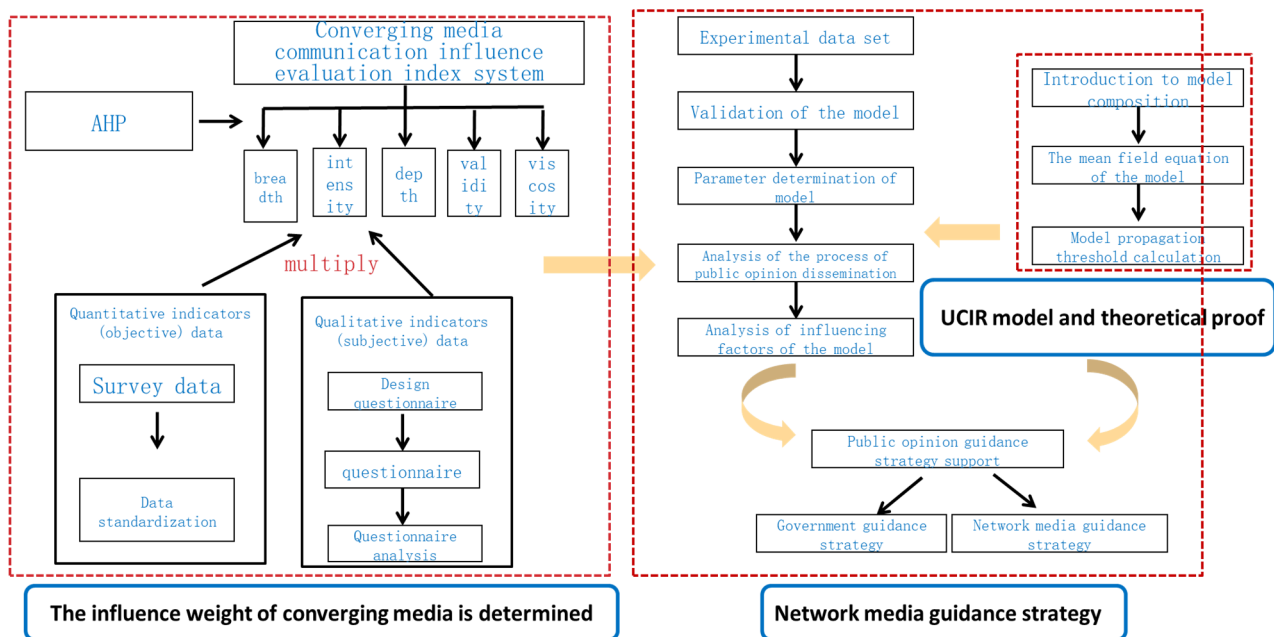 Converging media
communication influence
evaluation index system
AHP
brea
dth
int
ens
ity
dep
th
val
idi
ty
vis
cos
ity
multiply
Quantitative indicators
(objective) data
Survey data
Data
standardization
Qualitative indicators
(subjective) data
Design
questionnaire
questionnaire
Questionnaire
analysis
The influence weight of converging media is determined
Experimental data set
Validation of the model
Parameter determination of
model
Analysis of the process of
public opinion dissemination
Analysis of influencing
factors of the model
Introduction to model
composition
The mean field equation
of the model
Model propagation
threshold calculation
UCIR model and theoretical proof
Public opinion guidance
strategy support
Government guidance
strategy
Network media guidance
strategy
Network media guidance strategy